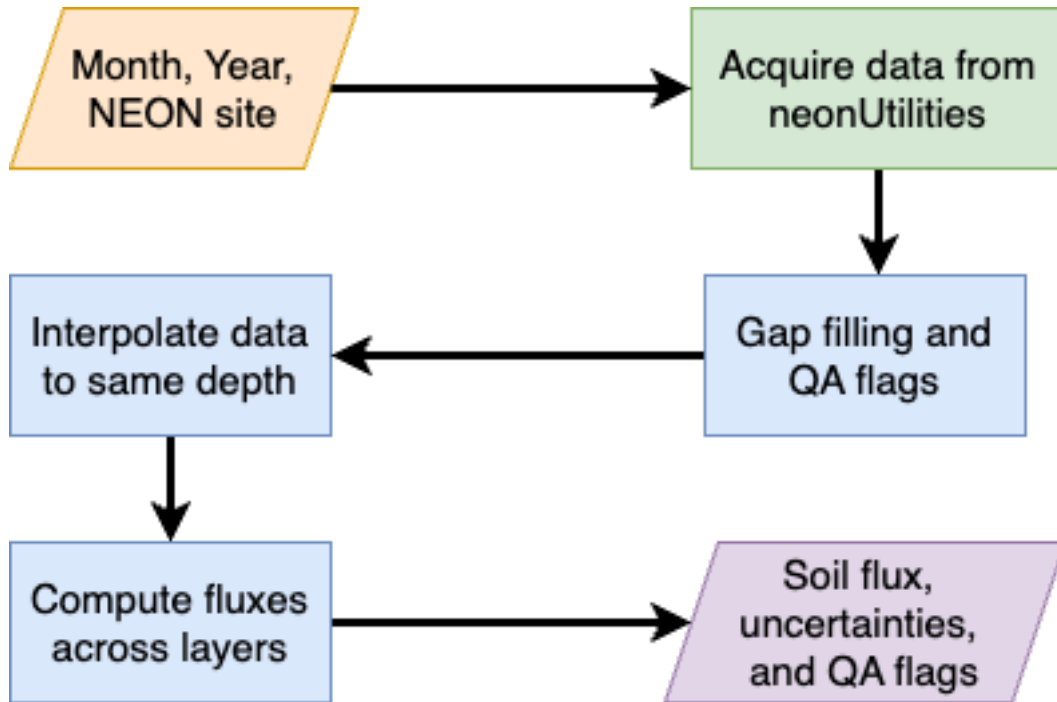 Month, Year,
NEON site
Acquire data from
neonUtilities
Gap filling and
QA flags
Interpolate data
to same depth
Compute fluxes
across layers
Soil flux,
uncertainties,
and QA flags